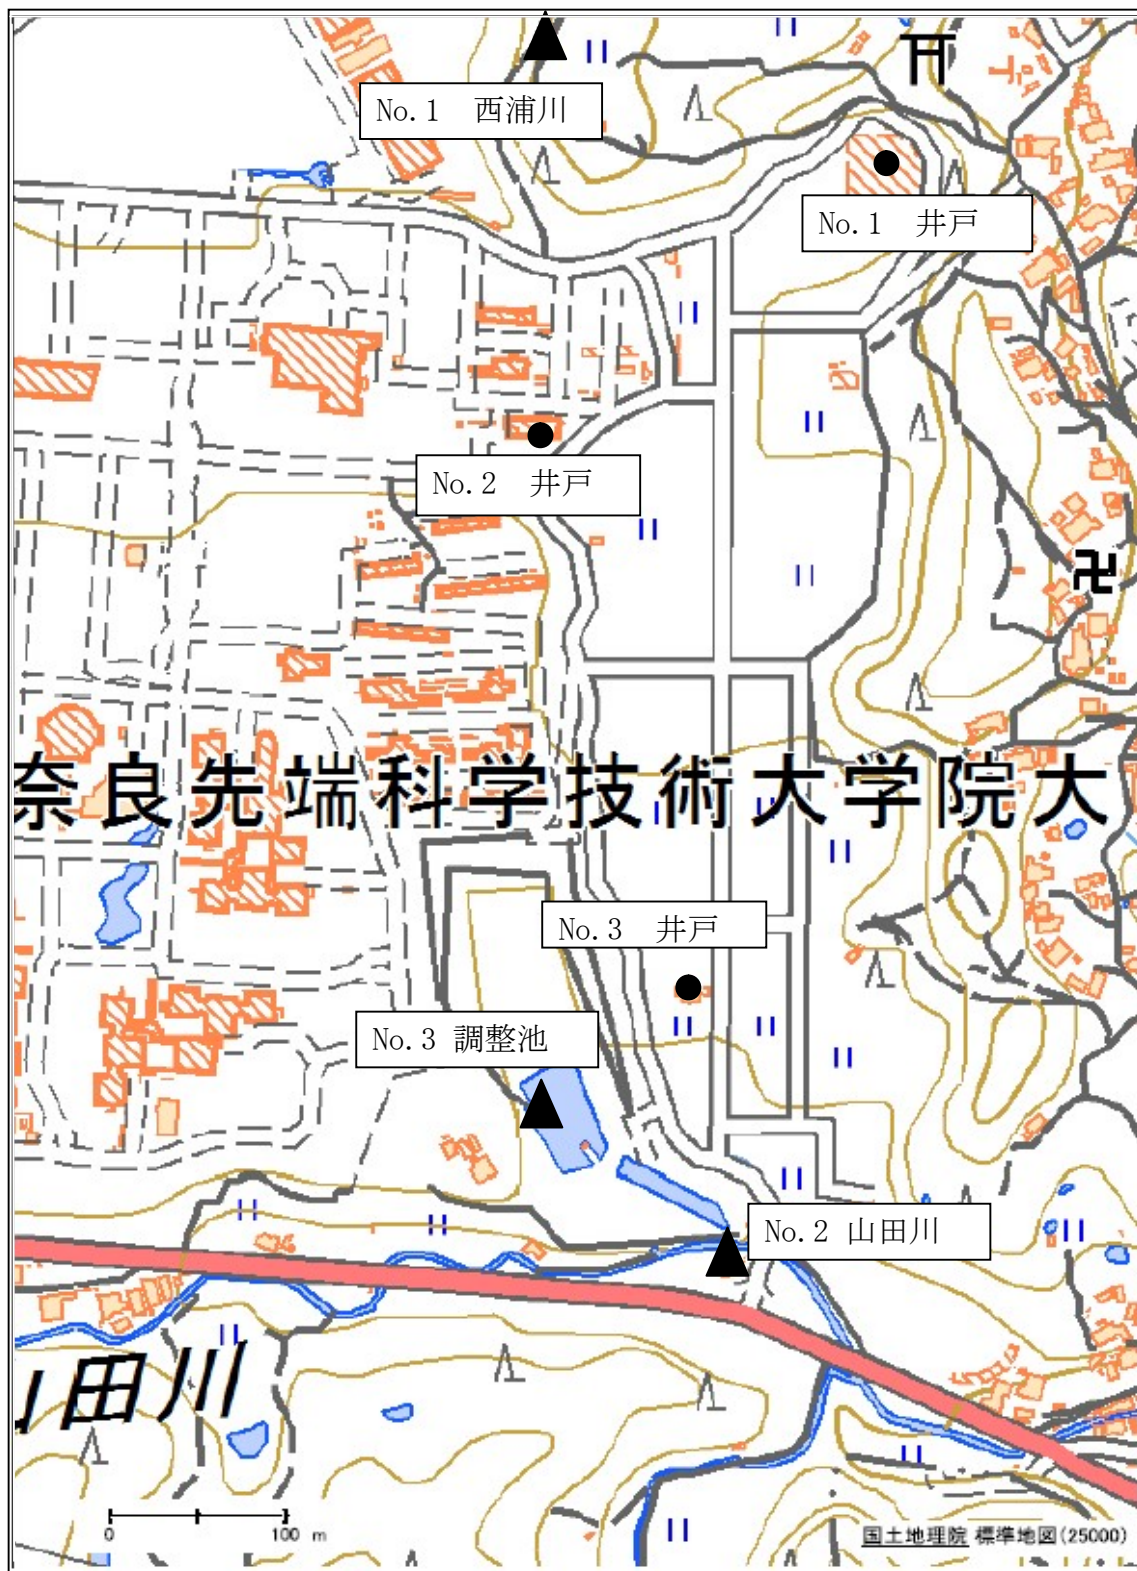 No.1 西浦川
No.1 井戸
No.2 井戸
奈良先端科学技術大学院大
No.3 井戸
No.3 調整池
No.2 山田川
山田川
0 100 m
国土地理院 標準地図(25000)